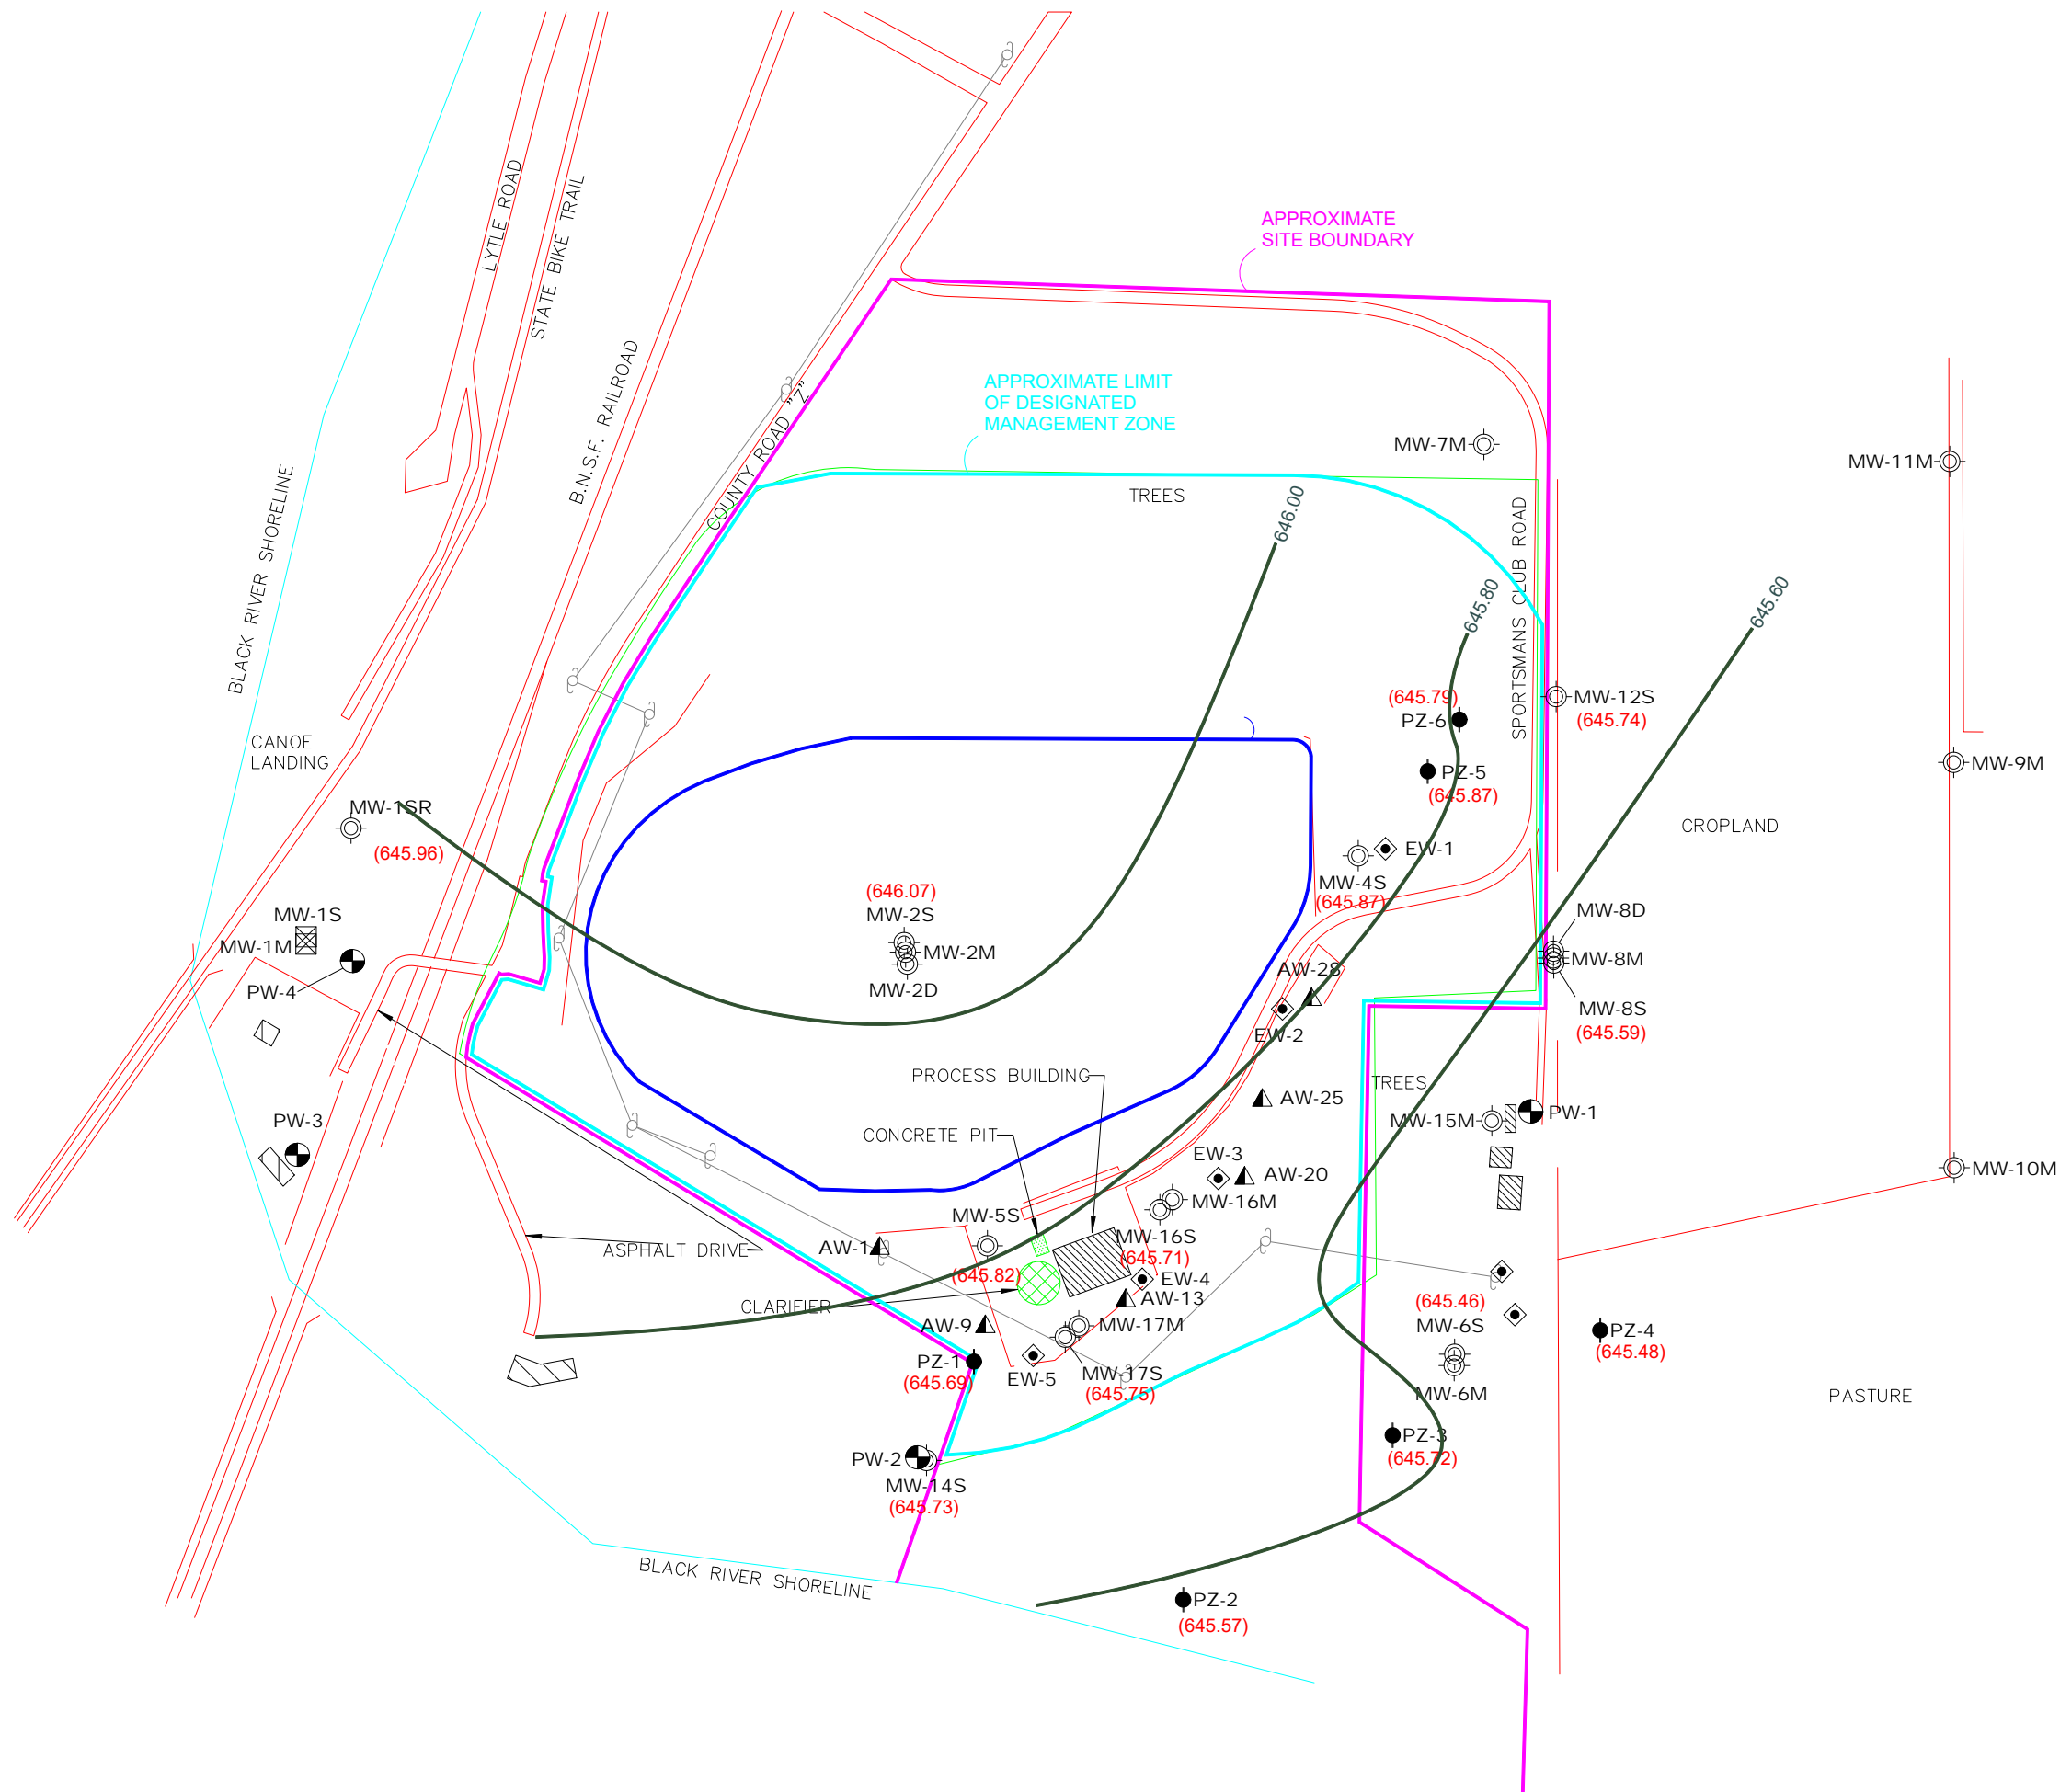 APPROXIMATE
SITE BOUNDARY
LYTLE ROAD
STATE BIKE TRAIL
B.N.S.F. RAILROAD
COUNTY ROAD "Z"
APPROXIMATE LIMIT
OF DESIGNATED
MANAGEMENT ZONE
MW-7M
MW-11M
TREES
646.00
SPORTSMANS CLUB ROAD
BLACK RIVER SHORELINE
645.80
645.60
(645.79)
PZ-6
MW-12S
(645.74)
CANOE
LANDING
PZ-5
(645.87)
MW-9M
MW-1SR
(645.96)
CROPLAND
EW-1
MW-4S
(645.87)
(646.07)
MW-2S
MW-2M
MW-2D
MW-1S
MW-1M
PW-4
MW-8D
MW-8M
MW-8S
(645.59)
AW-28
EW-2
PROCESS BUILDING
TREES
AW-25
PW-3
CONCRETE PIT
MW-15M
PW-1
EW-3
AW-20
MW-10M
MW-16M
MW-5S
(645.82)
MW-16S
(645.71)
ASPHALT DRIVE
AW-1
EW-4
AW-13
CLARIFIER
AW-9
MW-17M
(645.46)
MW-6S
MW-6M
PZ-4
(645.48)
PZ-1
(645.69)
EW-5
MW-17S
(645.75)
PASTURE
PZ-3
(645.72)
PW-2
MW-14S
(645.73)
BLACK RIVER SHORELINE
PZ-2
(645.57)